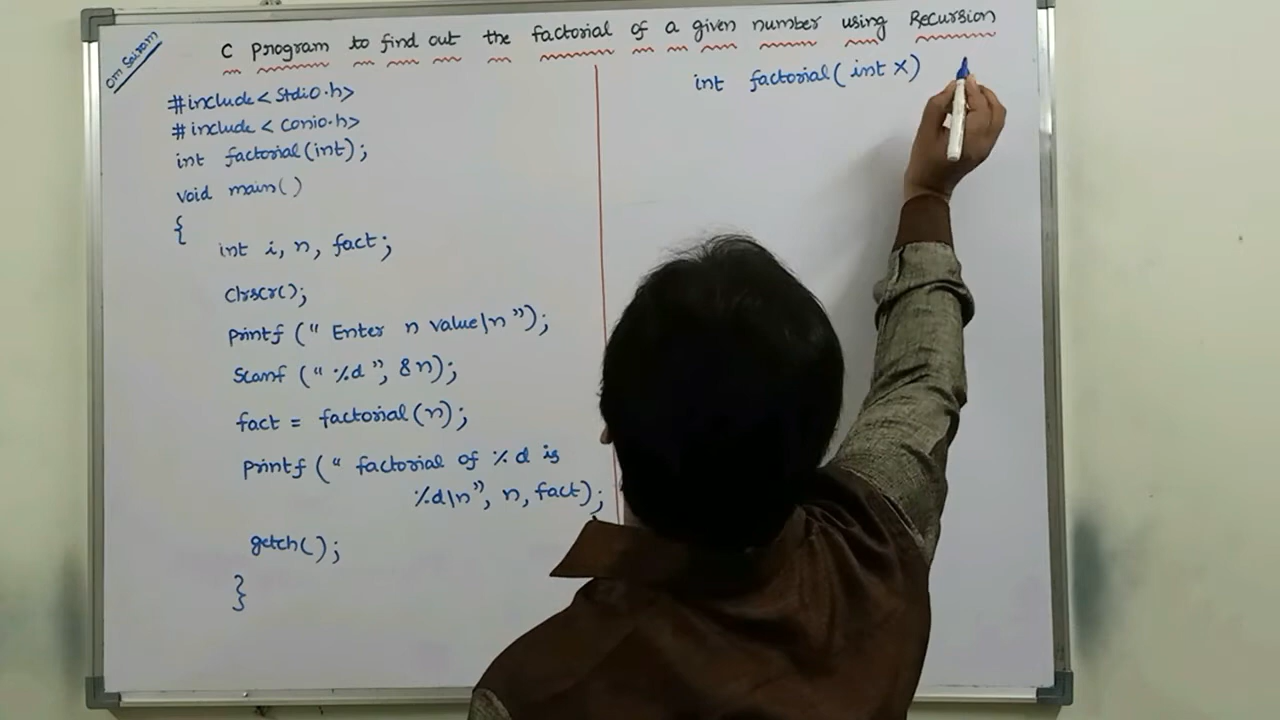 om Sairam
C program to find out the factorial of a given number using Recursion
#include < Stdio.h>
#include < Conio.h>
int factorial(int);
void main()
{
int i, n, fact;
Clrscr();
printf (" Enter n value\n");
Scanf (" %d ", &n);
fact = factorial(n);
printf (" factorial of %d is
%d\n", n, fact);
getch();
}
int factorial(int x)